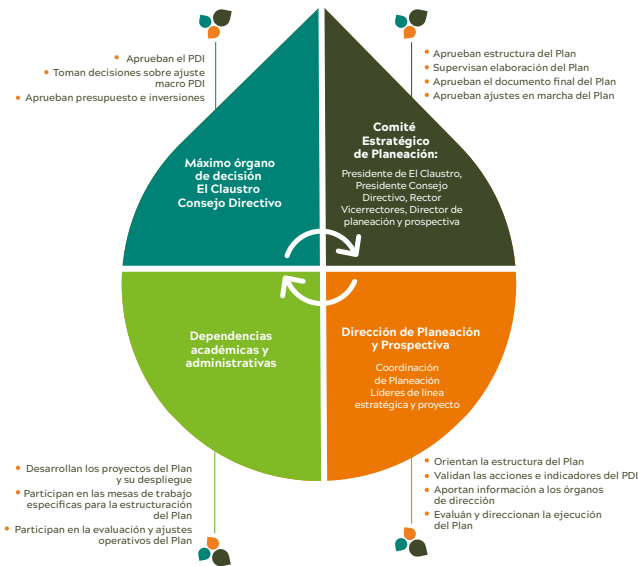 Aprueban el PDI
Toman decisiones sobre ajuste
macro PDI
Aprueban presupuesto e inversiones
Aprueban estructura del Plan
Supervisan elaboración del Plan
Aprueban el documento final del Plan
Aprueban ajustes en marcha del Plan
Máximo órgano
de decisión
El Claustro
Consejo Directivo
Comité
Estratégico
de Planeación:
Presidente de El Claustro,
Presidente Consejo
Directivo, Rector
Vicerrectores, Director de
planeación y prospectiva
Dependencias
académicas y
administrativas
Dirección de Planeación
y Prospectiva
Coordinación
de Planeación
Líderes de línea
estratégica y proyecto
Desarrollan los proyectos del Plan
y su despliegue
Participan en las mesas de trabajo
especificas para la estructuración
del Plan
Participan en la evaluación y ajustes
operativos del Plan
Orientan la estructura del Plan
Validan las acciones e indicadores del PDI
Aportan información a los órganos
de dirección
Evaluán y direccionan la ejecución
del Plan